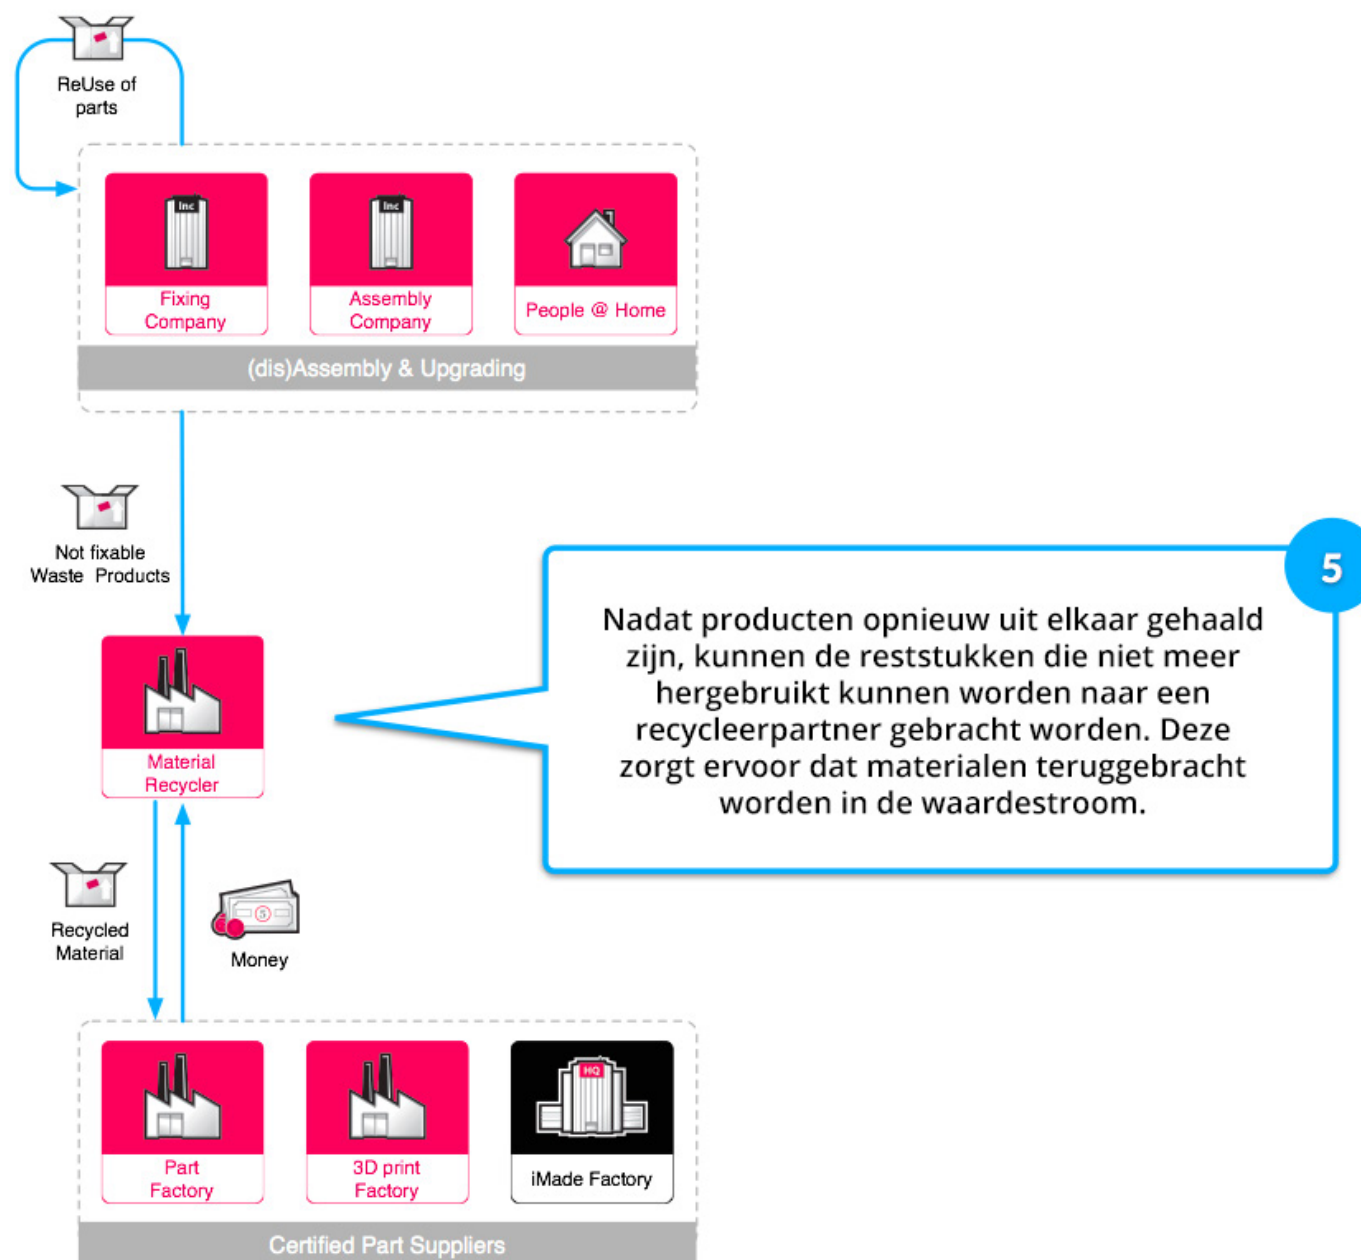 ReUse of
parts
Inc
Inc
Fixing
Company
Assembly
Company
People @ Home
(dis)Assembly & Upgrading
Not fixable
Waste Products
5
Nadat producten opnieuw uit elkaar gehaald
zijn, kunnen de reststukken die niet meer
hergebruikt kunnen worden naar een
recycleerpartner gebracht worden. Deze
zorgt ervoor dat materialen teruggebracht
worden in de waardestroom.
Material
Recycler
Recycled
Material
5
Money
HQ
Part
Factory
3D print
Factory
iMade Factory
Certified Part Suppliers